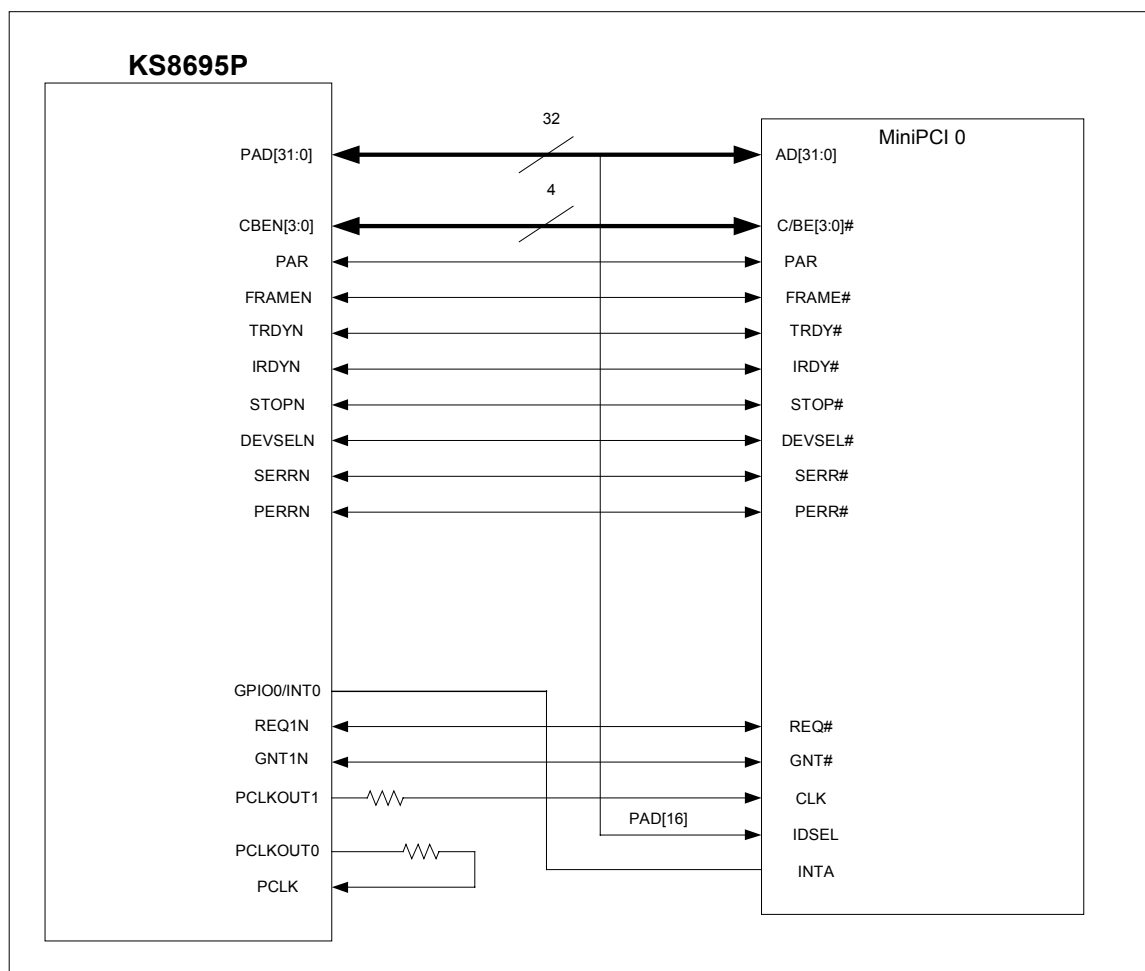 KS8695P
MiniPCI 0
32
PAD[31:0]
AD[31:0]
4
CBEN[3:0]
C/BE[3:0]#
PAR
PAR
FRAMEN
FRAME#
TRDYN
TRDY#
IRDYN
IRDY#
STOPN
STOP#
DEVSELN
DEVSEL#
SERRN
SERR#
PERRN
PERR#
GPIO0/INT0
REQ1N
REQ#
GNT1N
GNT#
PCLKOUT1
CLK
PAD[16]
IDSEL
PCLKOUT0
INTA
PCLK